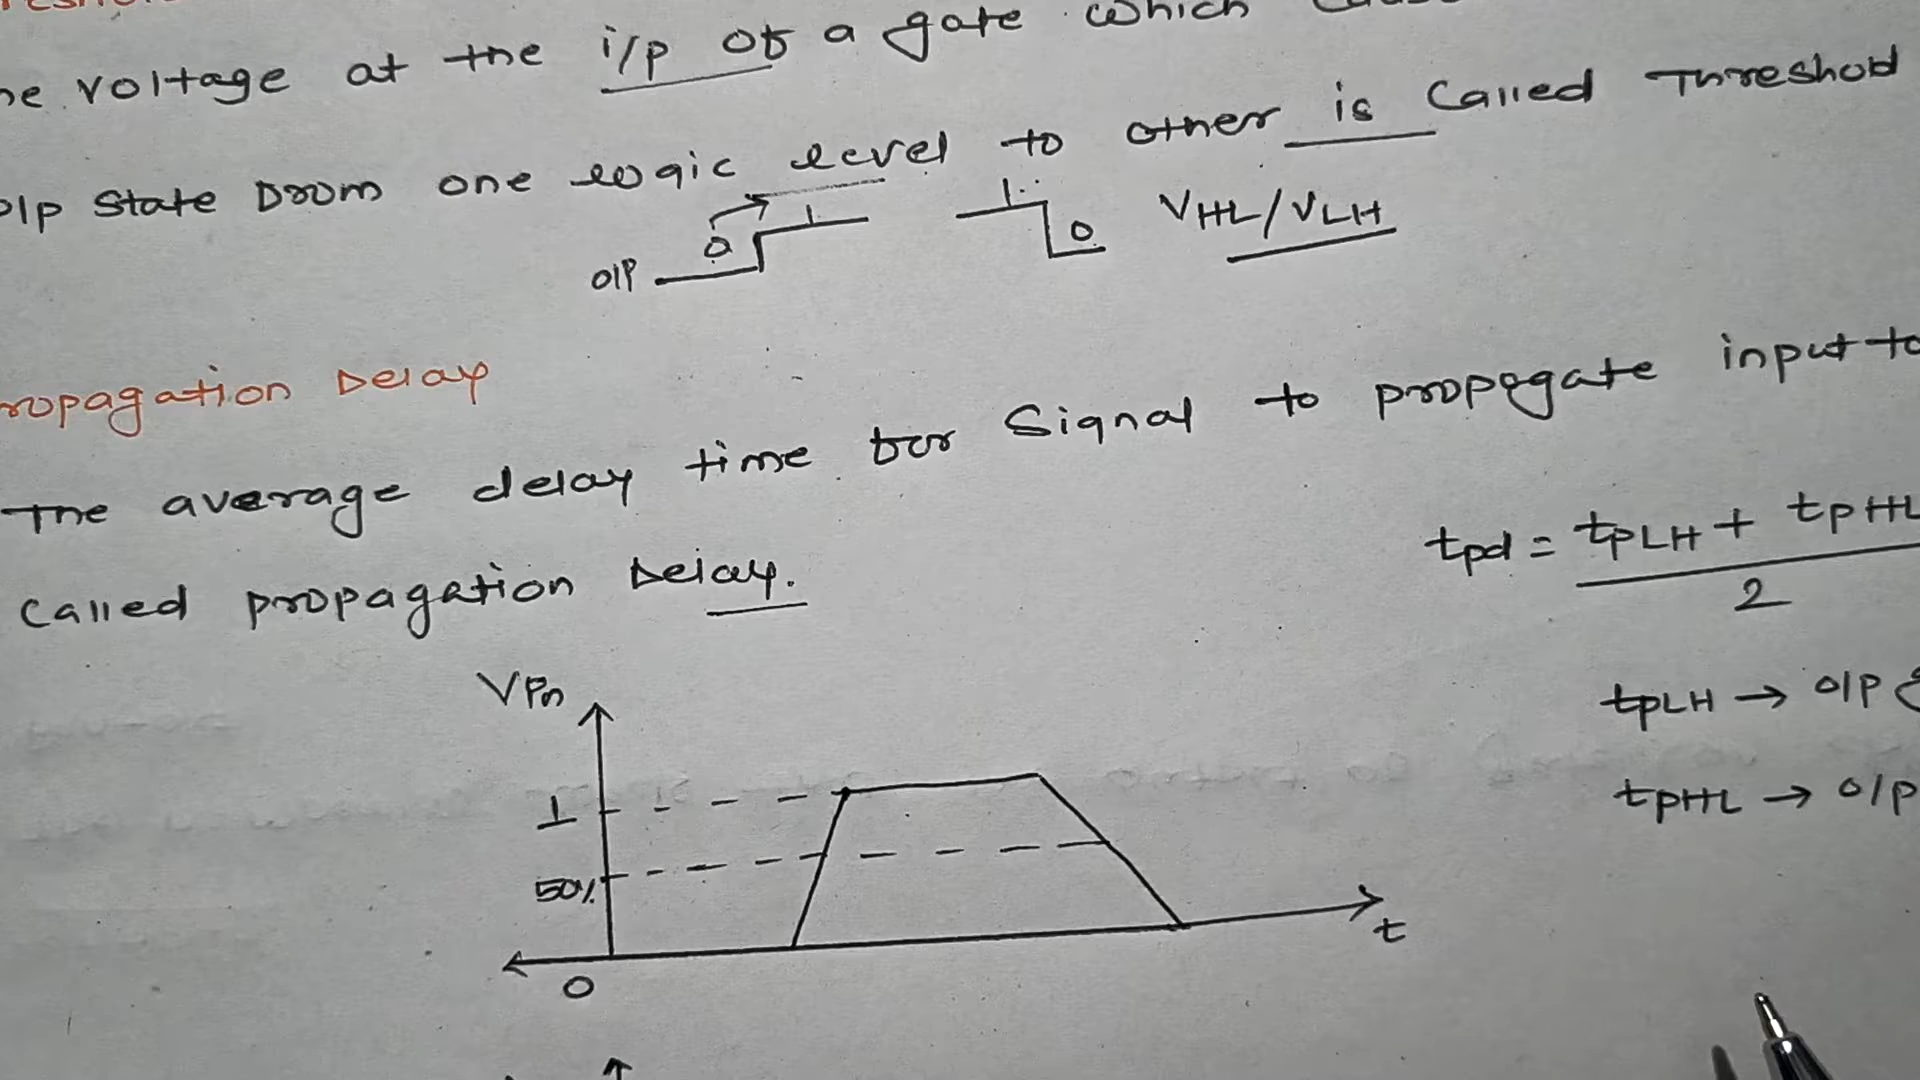 he voltage at the i/p of a gate which
o/p state from one logic level to other is called Threshold
0 1 1 0 VHL/VLH
o/p
Propagation Delay
The average delay time for signal to propagate input to
tpd = tpLH + tpHL
2
called propagation Delay.
Vin
tpLH → o/p
1
tpHL → o/p
50%
t
0